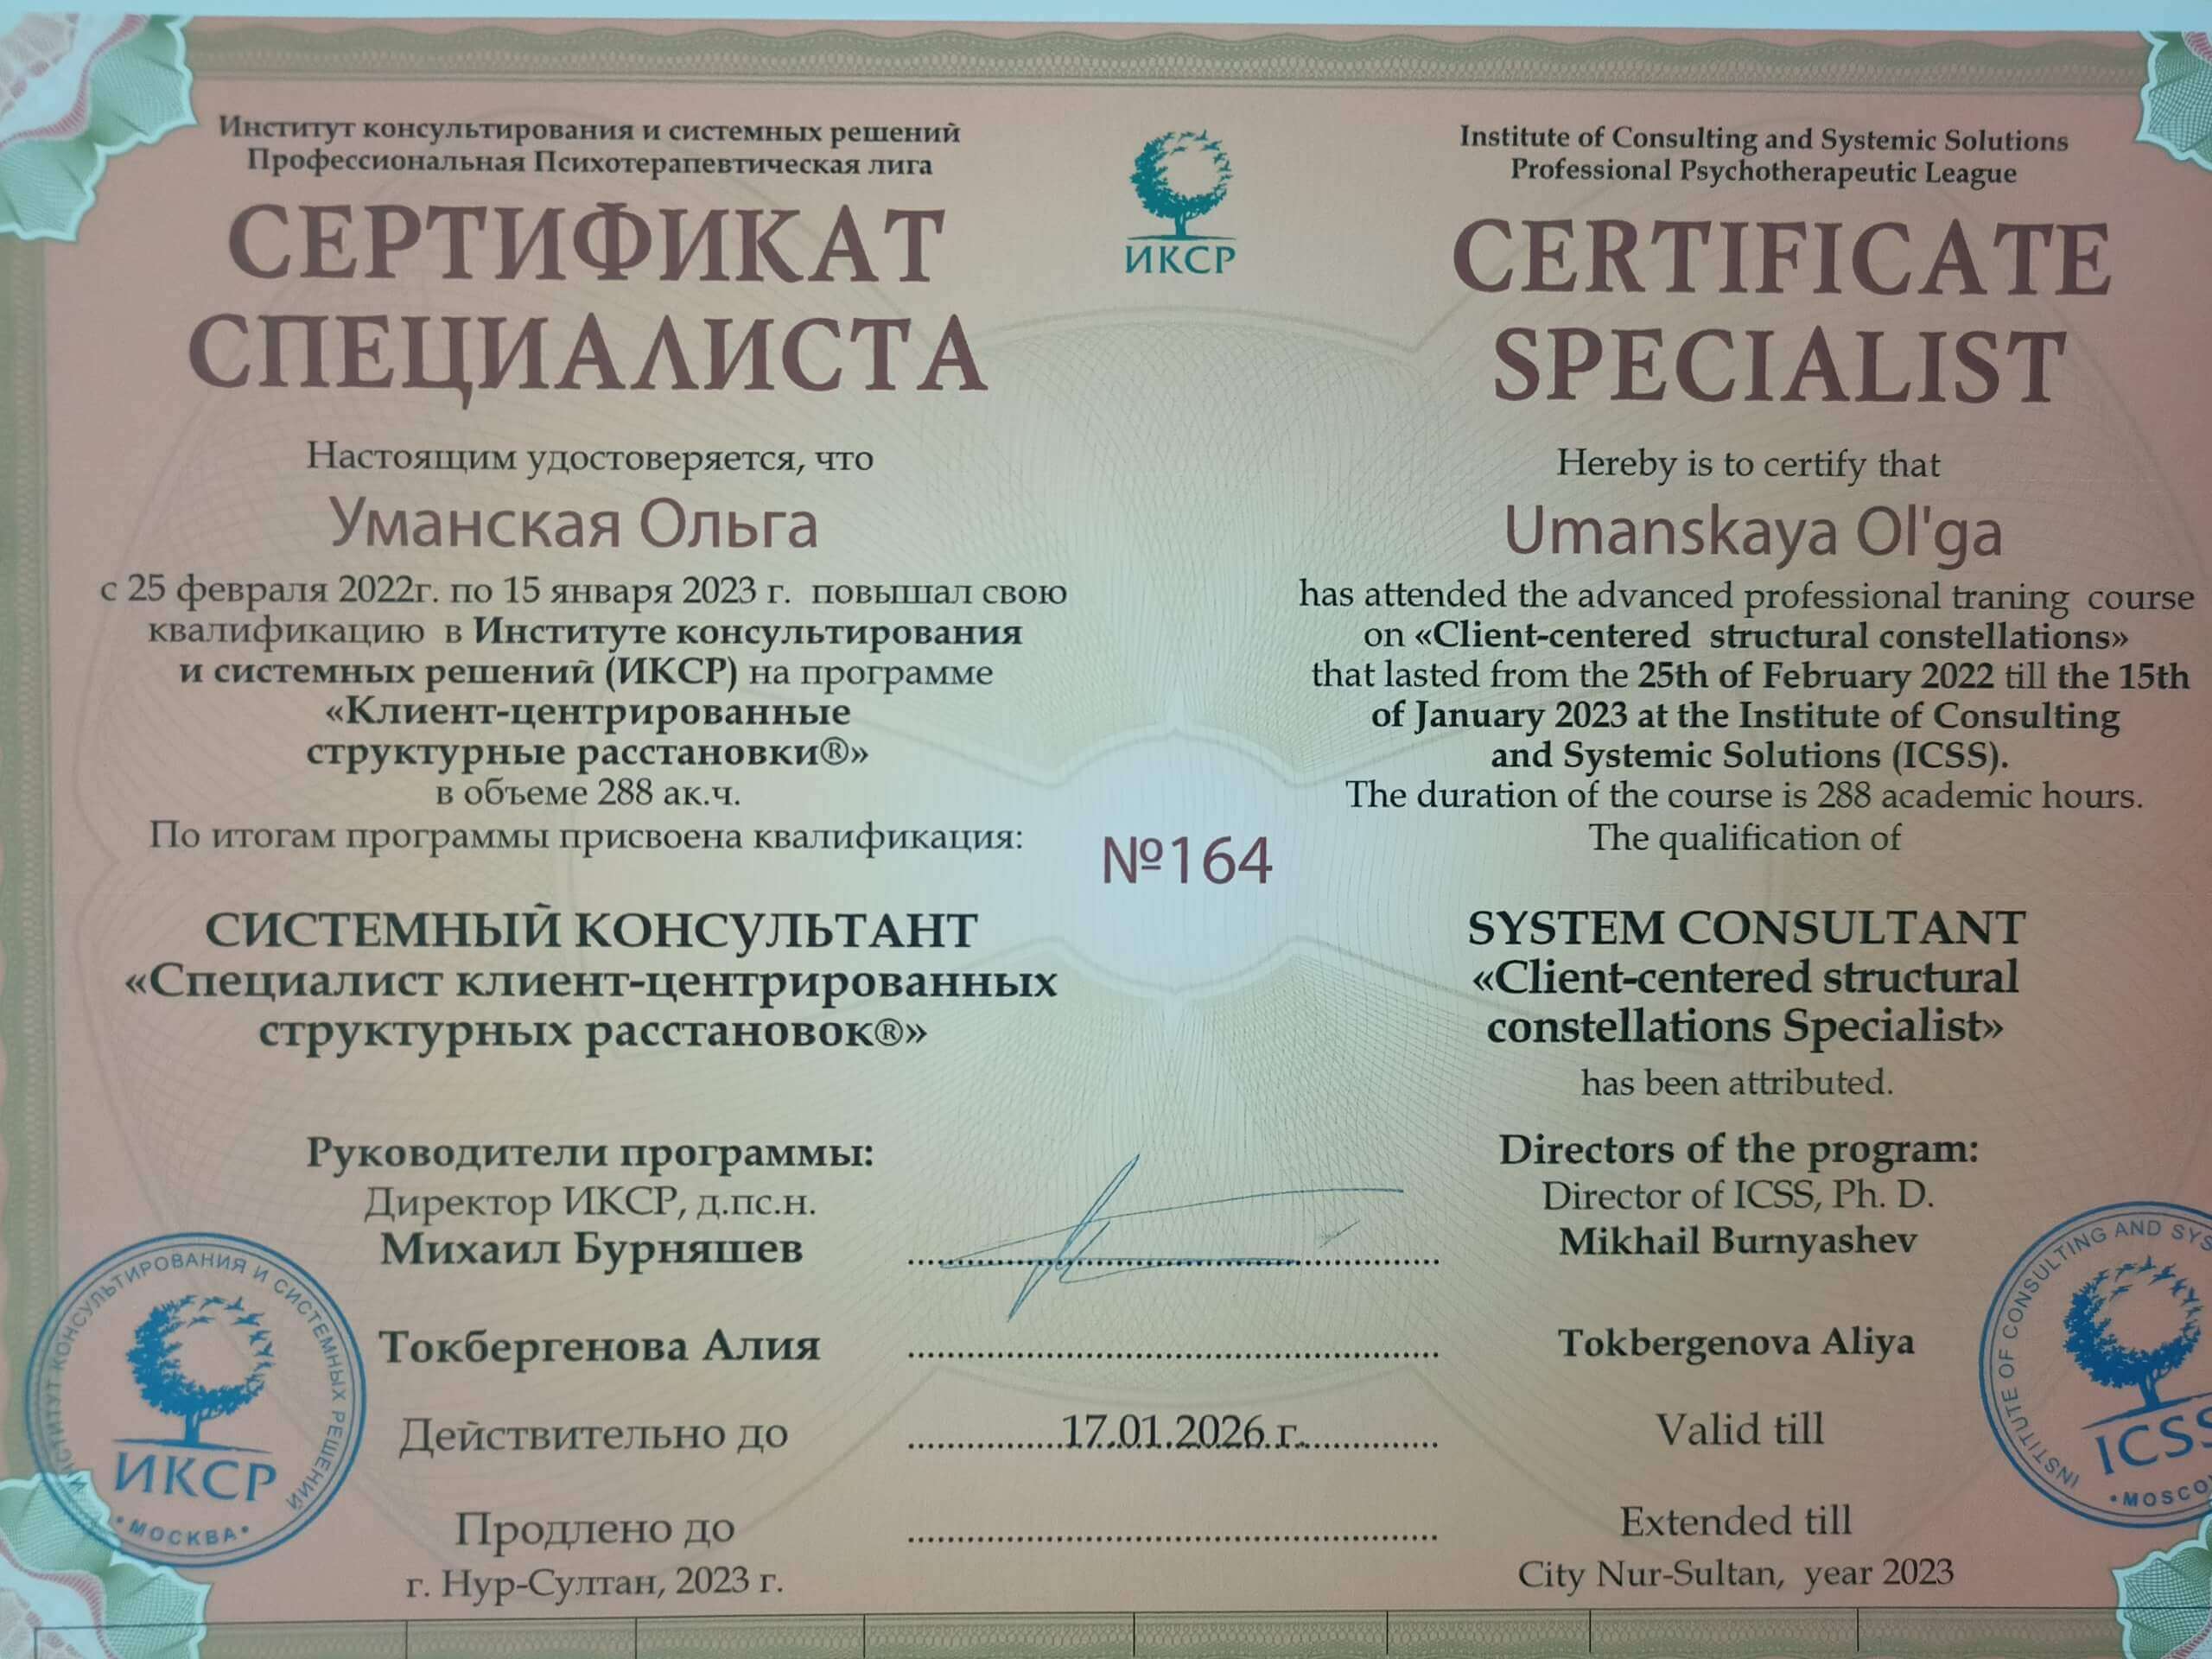 Институт консультирования и системных решений
Профессиональная Психотерапевтическая лига
СЕРТИФИКАТ
СПЕЦИАЛИСТА
Настоящим удостоверяется, что
Уманская Ольга
с 25 февраля 2022г. по 15 января 2023 г. повышал свою
квалификацию в Институте консультирования
и системных решений (ИКСР) на программе
«Клиент-центрированные
структурные расстановки®»
в объеме 288 ак.ч.
По итогам программы присвоена квалификация:
СИСТЕМНЫЙ КОНСУЛЬТАНТ
«Специалист клиент-центрированных
структурных расстановок®»
Руководители программы:
Директор ИКСР, д.пс.н.
Михаил Бурняшев
Токбергенова Алия
Действительно до
Продлено до
г. Нур-Султан, 2023 г.
ИНСТИТУТ КОНСУЛЬТИРОВАНИЯ И СИСТЕМНЫХ РЕШЕНИЙ
ИКСР
•МОСКВА•
ИКСР
№164
17.01.2026 г.
Institute of Consulting and Systemic Solutions
Professional Psychotherapeutic League
CERTIFICATE
SPECIALIST
Hereby is to certify that
Umanskaya Ol'ga
has attended the advanced professional traning course
on «Client-centered structural constellations»
that lasted from the 25th of February 2022 till the 15th
of January 2023 at the Institute of Consulting
and Systemic Solutions (ICSS).
The duration of the course is 288 academic hours.
The qualification of
SYSTEM CONSULTANT
«Client-centered structural
constellations Specialist»
has been attributed.
Directors of the program:
Director of ICSS, Ph. D.
Mikhail Burnyashev
Tokbergenova Aliya
Valid till
Extended till
City Nur-Sultan, year 2023
INSTITUTE OF CONSULTING AND
ICSS